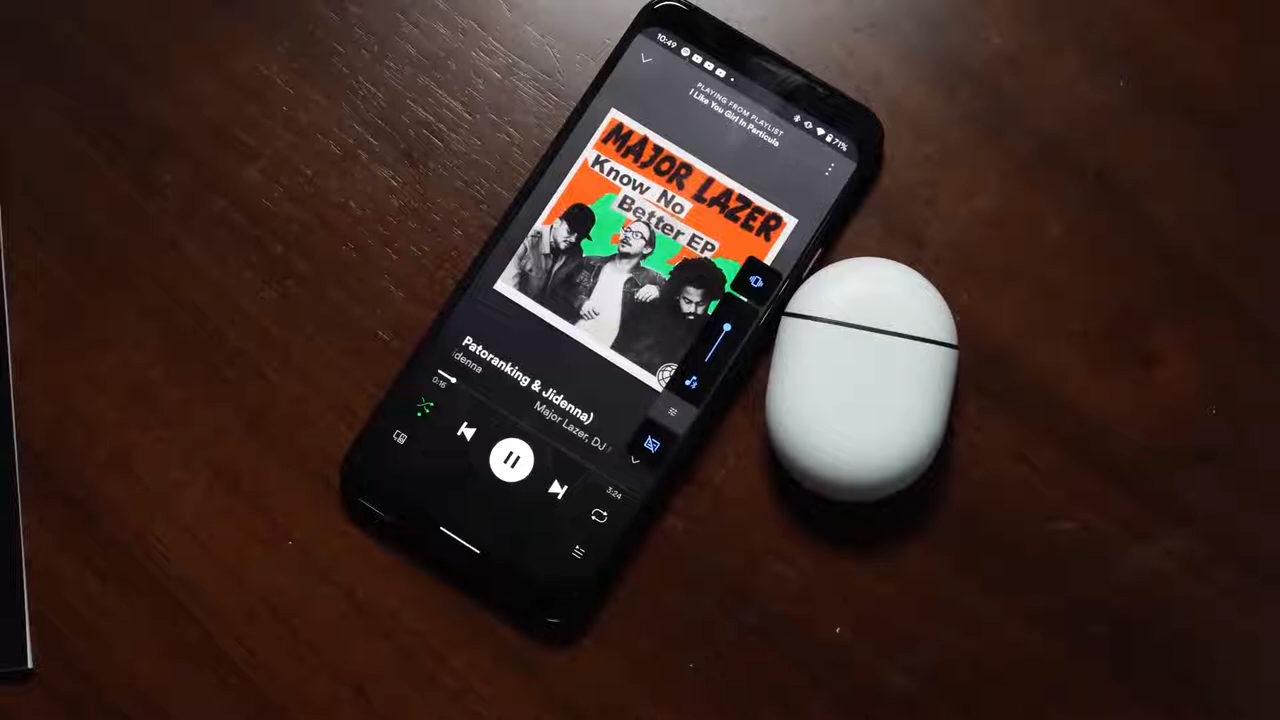 10:49
71%
PLAYING FROM PLAYLIST
I Like You Girl In Particula
MAJOR LAZER
Know No
Better EP
Patoranking & Jidenna)
idenna
Major Lazer, DJ
0:16
3:24